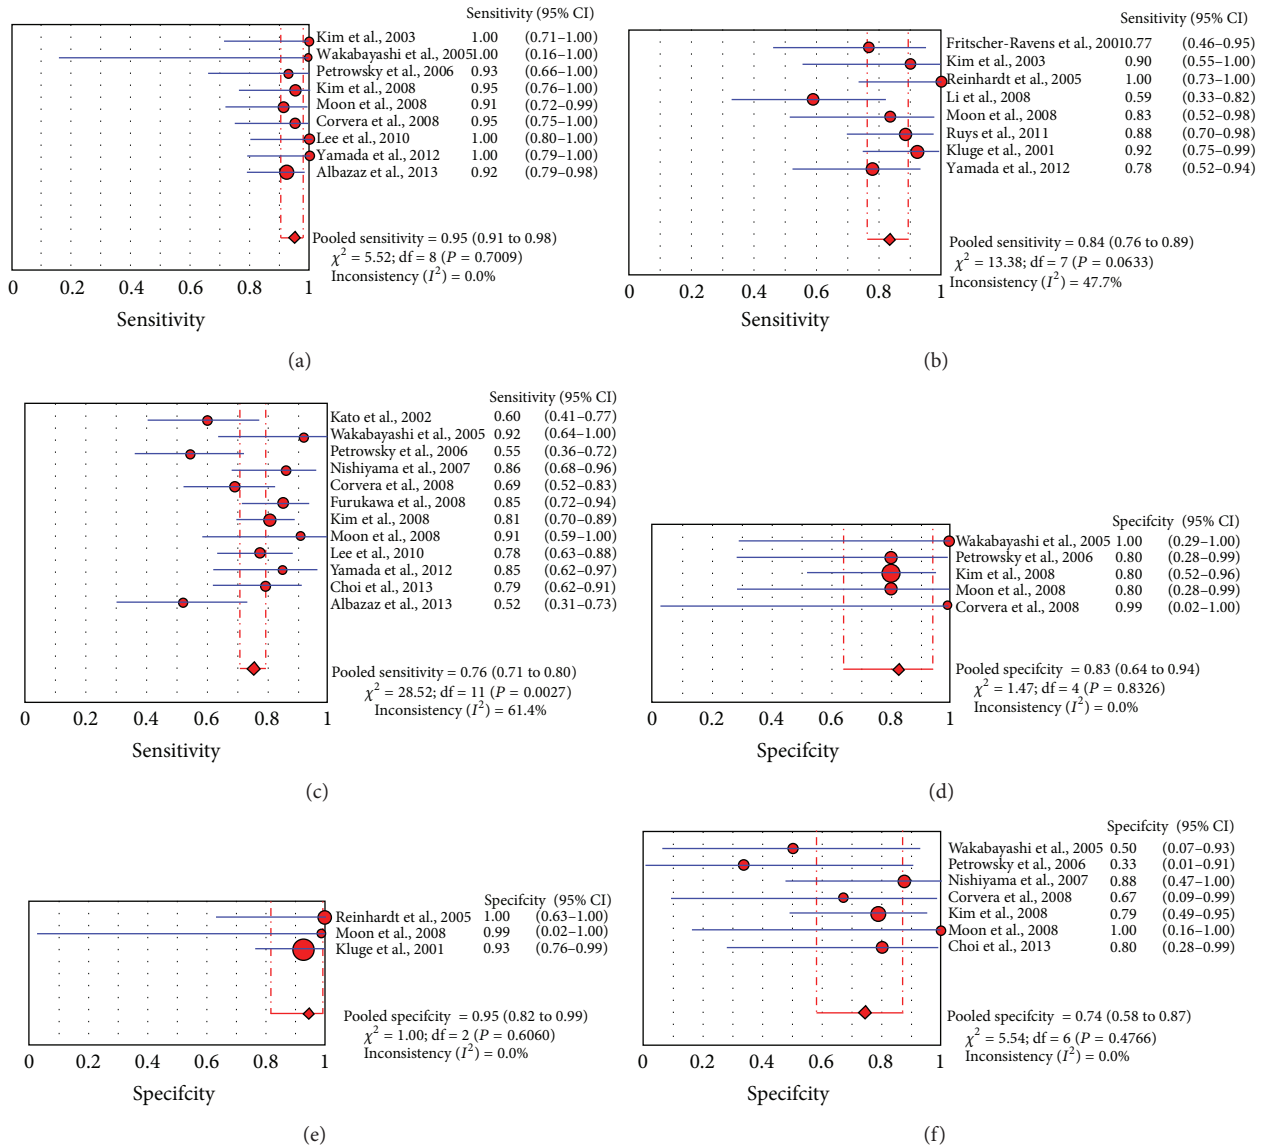 Sensitivity (95% CI)
Kim et al., 2003 1.00 (0.71–1.00)
Wakabayashi et al., 2005 1.00 (0.16–1.00)
Petrowsky et al., 2006 0.93 (0.66–1.00)
Kim et al., 2008 0.95 (0.76–1.00)
Moon et al., 2008 0.91 (0.72–0.99)
Corvera et al., 2008 0.95 (0.75–1.00)
Lee et al., 2010 1.00 (0.80–1.00)
Yamada et al., 2012 1.00 (0.79–1.00)
Albazaz et al., 2013 0.92 (0.79–0.98)
Pooled sensitivity = 0.95 (0.91 to 0.98)
χ² = 5.52; df = 8 (P = 0.7009)
Inconsistency (I²) = 0.0%
0 0.2 0.4 0.6 0.8 1
Sensitivity
(a)
Sensitivity (95% CI)
Fritscher-Ravens et al., 2001 0.77 (0.46–0.95)
Kim et al., 2003 0.90 (0.55–1.00)
Reinhardt et al., 2005 1.00 (0.73–1.00)
Li et al., 2008 0.59 (0.33–0.82)
Moon et al., 2008 0.83 (0.52–0.98)
Ruys et al., 2011 0.88 (0.70–0.98)
Kluge et al., 2001 0.92 (0.75–0.99)
Yamada et al., 2012 0.78 (0.52–0.94)
Pooled sensitivity = 0.84 (0.76 to 0.89)
χ² = 13.38; df = 7 (P = 0.0633)
Inconsistency (I²) = 47.7%
0 0.2 0.4 0.6 0.8 1
Sensitivity
(b)
Sensitivity (95% CI)
Kato et al., 2002 0.60 (0.41–0.77)
Wakabayashi et al., 2005 0.92 (0.64–1.00)
Petrowsky et al., 2006 0.55 (0.36–0.72)
Nishiyama et al., 2007 0.86 (0.68–0.96)
Corvera et al., 2008 0.69 (0.52–0.83)
Furukawa et al., 2008 0.85 (0.72–0.94)
Kim et al., 2008 0.81 (0.70–0.89)
Moon et al., 2008 0.91 (0.59–1.00)
Lee et al., 2010 0.78 (0.63–0.88)
Yamada et al., 2012 0.85 (0.62–0.97)
Choi et al., 2013 0.79 (0.62–0.91)
Albazaz et al., 2013 0.52 (0.31–0.73)
Pooled sensitivity = 0.76 (0.71 to 0.80)
χ² = 28.52; df = 11 (P = 0.0027)
Inconsistency (I²) = 61.4%
0 0.2 0.4 0.6 0.8 1
Sensitivity
(c)
Specifcity (95% CI)
Wakabayashi et al., 2005 1.00 (0.29–1.00)
Petrowsky et al., 2006 0.80 (0.28–0.99)
Kim et al., 2008 0.80 (0.52–0.96)
Moon et al., 2008 0.80 (0.28–0.99)
Corvera et al., 2008 0.99 (0.02–1.00)
Pooled specifcity = 0.83 (0.64 to 0.94)
χ² = 1.47; df = 4 (P = 0.8326)
Inconsistency (I²) = 0.0%
0 0.2 0.4 0.6 0.8 1
Specifcity
(d)
Specifcity (95% CI)
Reinhardt et al., 2005 1.00 (0.63–1.00)
Moon et al., 2008 0.99 (0.02–1.00)
Kluge et al., 2001 0.93 (0.76–0.99)
Pooled specifcity = 0.95 (0.82 to 0.99)
χ² = 1.00; df = 2 (P = 0.6060)
Inconsistency (I²) = 0.0%
0 0.2 0.4 0.6 0.8 1
Specifcity
(e)
Specifcity (95% CI)
Wakabayashi et al., 2005 0.50 (0.07–0.93)
Petrowsky et al., 2006 0.33 (0.01–0.91)
Nishiyama et al., 2007 0.88 (0.47–1.00)
Corvera et al., 2008 0.67 (0.09–0.99)
Kim et al., 2008 0.79 (0.49–0.95)
Moon et al., 2008 1.00 (0.16–1.00)
Choi et al., 2013 0.80 (0.28–0.99)
Pooled specifcity = 0.74 (0.58 to 0.87)
χ² = 5.54; df = 6 (P = 0.4766)
Inconsistency (I²) = 0.0%
0 0.2 0.4 0.6 0.8 1
Specifcity
(f)